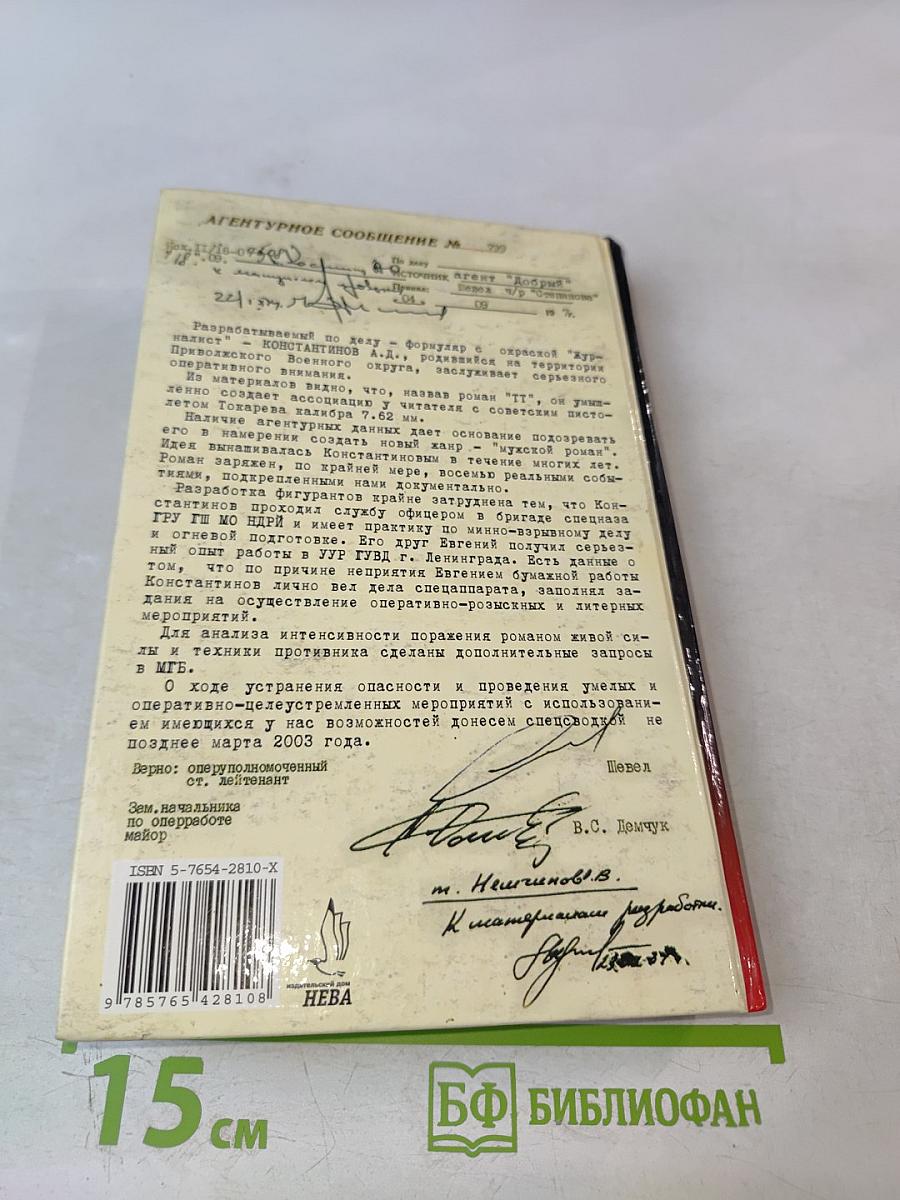 АГЕНТУРНОЕ СООБЩЕНИЕ № 799
По делу
"18".09.
Источник агент "Добрый"
Принял: Шевел ч/р "Степанова"
"04" 09 19 7г.
Разрабатываемый по делу - формуляр с окраской "Жур-
налист" - КОНСТАНТИНОВ А.Д., родившийся на территории
Приволжского Военного округа, заслуживает серьезного
оперативного внимания.
Из материалов видно, что, назвав роман "ТТ", он умыш-
ленно создает ассоциацию у читателя с советским писто-
летом Токарева калибра 7.62 мм.
Наличие агентурных данных дает основание подозревать
его в намерении создать новый жанр - "мужской роман".
Идея вынашивалась Константиновым в течение многих лет.
Роман заряжен, по крайней мере, восемью реальными собы-
тиями, подкрепленными нами документально.
Разработка фигурантов крайне затруднена тем, что Кон-
стантинов проходил службу офицером в бригаде спецназа
ГРУ ГШ МО НДРЙ и имеет практику по минно-взрывному делу
и огневой подготовке. Его друг Евгений получил серьез-
ный опыт работы в УУР ГУВД г. Ленинграда. Есть данные о
том, что по причине неприятия Евгением бумажной работы
Константинов лично вел дела спецаппарата, заполнял за-
дания на осуществление оперативно-розыскных и литерных
мероприятий.
Для анализа интенсивности поражения романом живой си-
лы и техники противника сделаны дополнительные запросы
в МГБ.
О ходе устранения опасности и проведения умелых и
оперативно-целеустремленных мероприятий с использовани-
ем имеющихся у нас возможностей донесем спецсводкой не
позднее марта 2003 года.
Верно: оперуполномоченный
ст. лейтенант
Шевел
Зам.начальника
по оперработе
майор
В.С. Демчук
ISBN 5-7654-2810-X
т. Немчинов.В.
К материалам разработки.
9 785765 428108
издательский дом
НЕВА
15 см
БФ БИБЛИОФАН